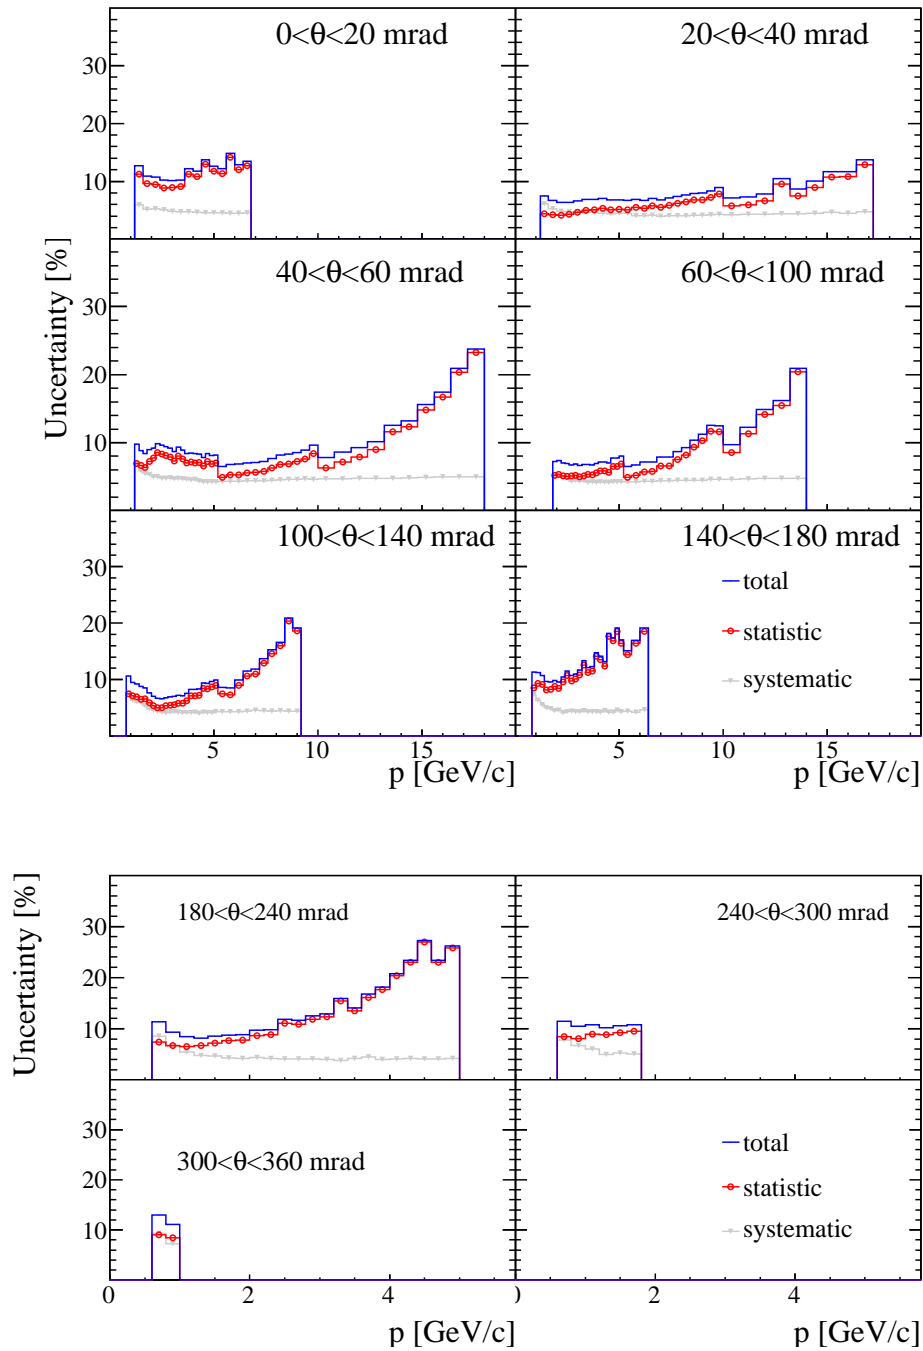 0<θ<20 mrad
20<θ<40 mrad
30
20
10
Uncertainty [%]
40<θ<60 mrad
60<θ<100 mrad
30
20
10
100<θ<140 mrad
140<θ<180 mrad
30
20
10
total
statistic
systematic
5 10 15
5 10 15
p [GeV/c]
p [GeV/c]
Uncertainty [%]
180<θ<240 mrad
240<θ<300 mrad
30
20
10
300<θ<360 mrad
30
20
10
total
statistic
systematic
0 2 4
2 4
p [GeV/c]
p [GeV/c]